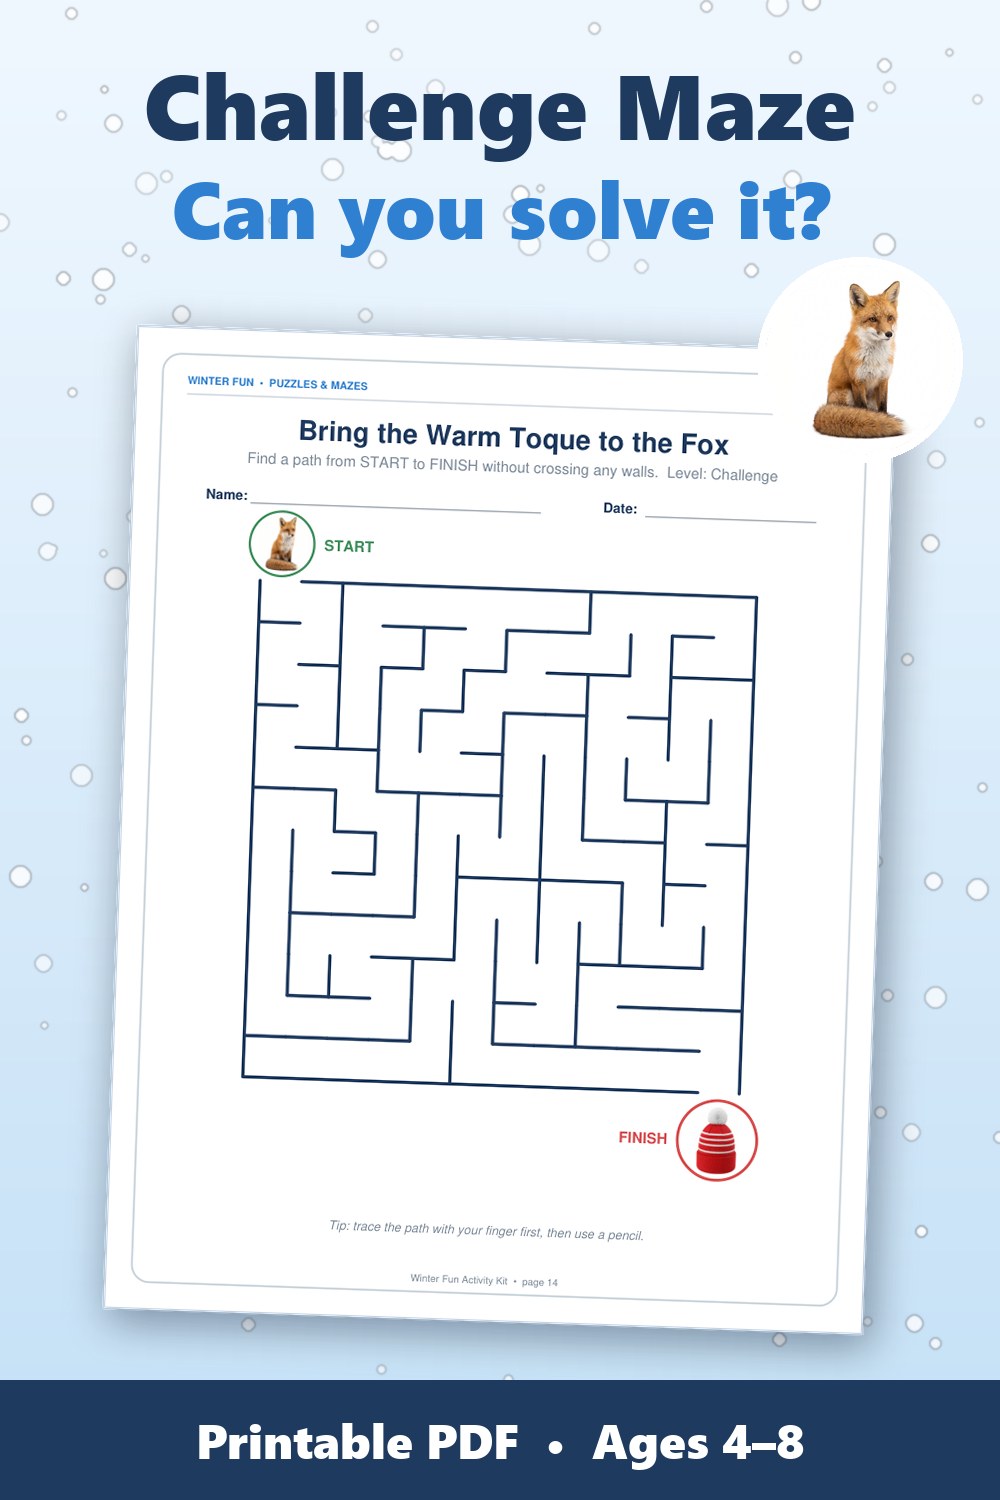 Challenge Maze
Can you solve it?
WINTER FUN • PUZZLES & MAZES
Bring the Warm Toque to the Fox
Find a path from START to FINISH without crossing any walls. Level: Challenge
Name:
Date:
START
FINISH
Tip: trace the path with your finger first, then use a pencil.
Winter Fun Activity Kit • page 14
Printable PDF • Ages 4–8